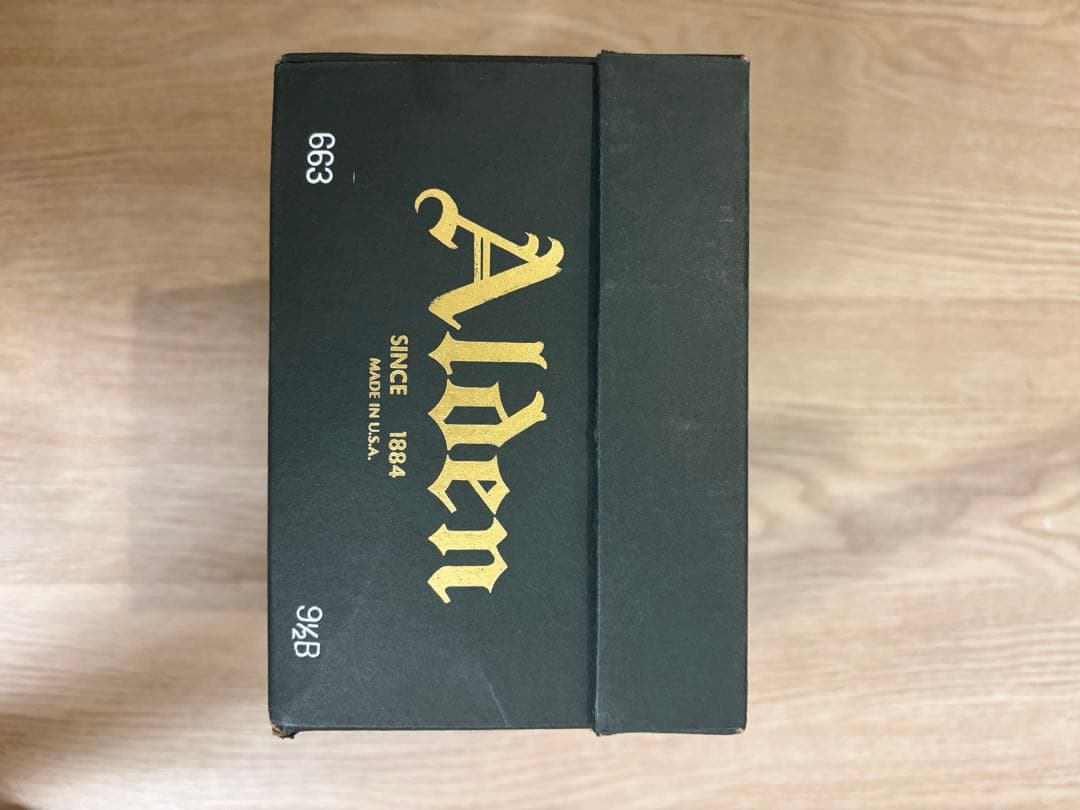 Alden
SINCE 1884
MADE IN U.S.A.
663
9½B